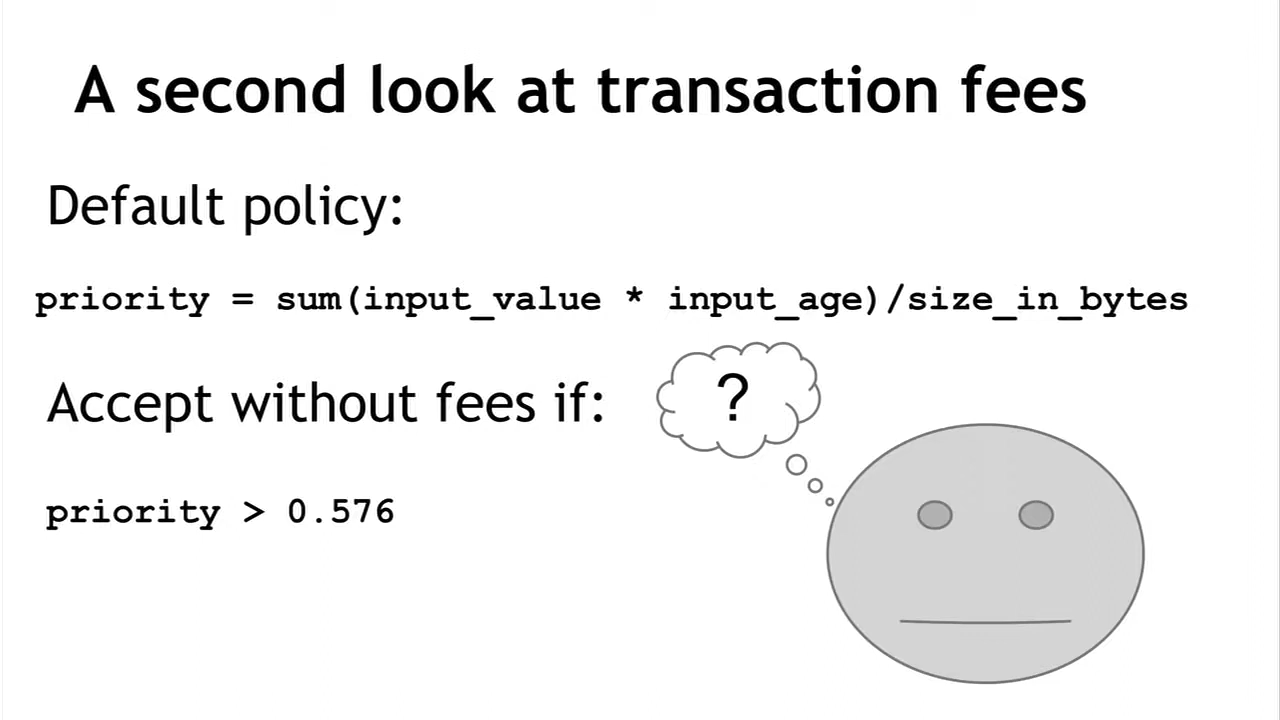 A second look at transaction fees
Default policy:
priority = sum(input_value * input_age)/size_in_bytes
Accept without fees if:
?
priority > 0.576